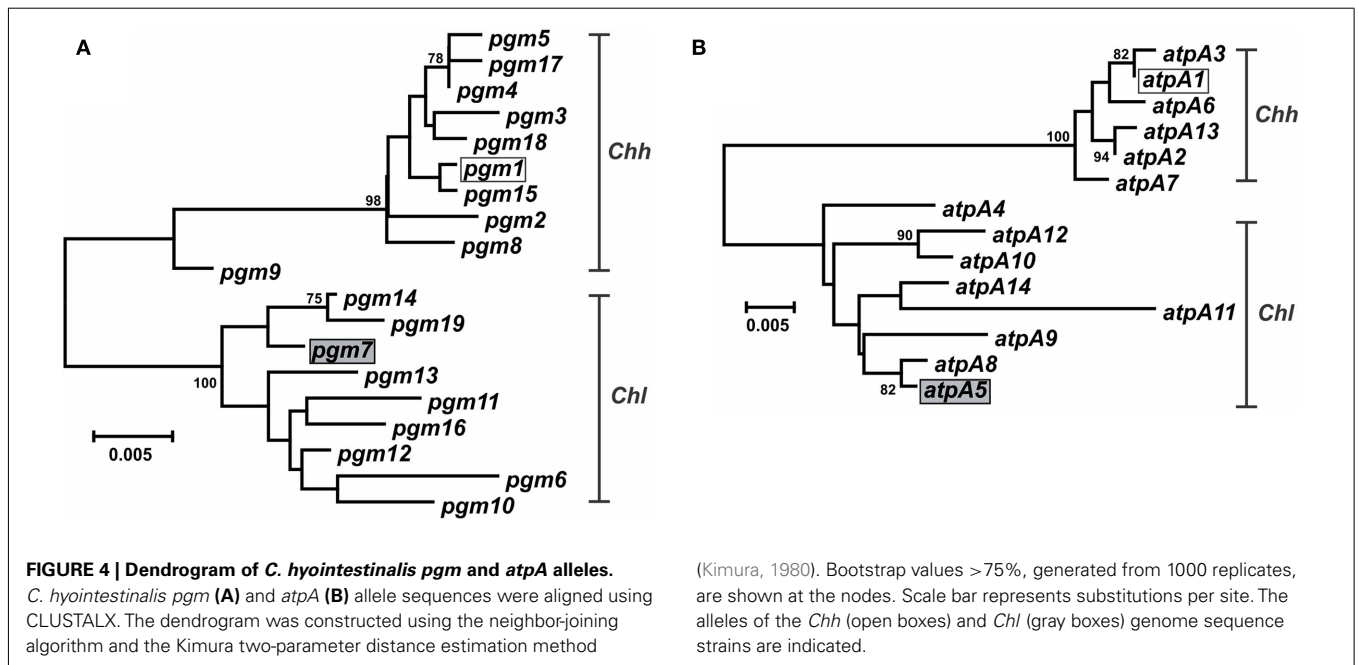 A
pgm5
78
pgm17
pgm4
pgm3
pgm18
Chh
pgm1
pgm15
98
pgm2
pgm8
pgm9
75
pgm14
pgm19
pgm7
100
pgm13
pgm11
Chl
pgm16
0.005
pgm12
pgm6
pgm10
B
82
atpA3
atpA1
atpA6
Chh
100
atpA13
94
atpA2
atpA7
atpA4
90
atpA12
atpA10
atpA14
0.005
atpA11
Chl
atpA9
atpA8
82
atpA5
FIGURE 4 | Dendrogram of C. hyointestinalis pgm and atpA alleles.
C. hyointestinalis pgm (A) and atpA (B) allele sequences were aligned using
CLUSTALX. The dendrogram was constructed using the neighbor-joining
algorithm and the Kimura two-parameter distance estimation method
(Kimura, 1980). Bootstrap values >75%, generated from 1000 replicates,
are shown at the nodes. Scale bar represents substitutions per site. The
alleles of the Chh (open boxes) and Chl (gray boxes) genome sequence
strains are indicated.